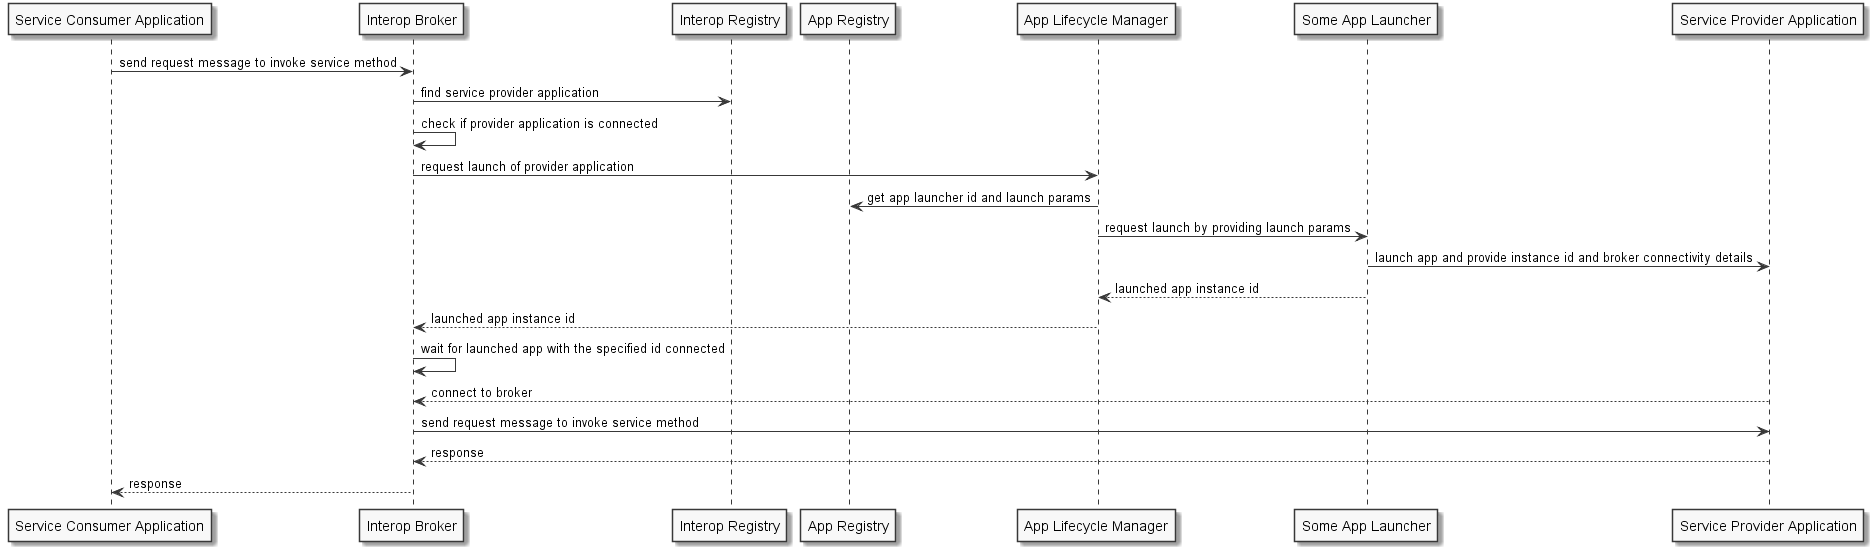 Service Consumer Application
Interop Broker
Interop Registry
App Registry
App Lifecycle Manager
Some App Launcher
Service Provider Application
send request message to invoke service method
find service provider application
check if provider application is connected
request launch of provider application
get app launcher id and launch params
request launch by providing launch params
launch app and provide instance id and broker connectivity details
launched app instance id
launched app instance id
wait for launched app with the specified id connected
connect to broker
send request message to invoke service method
response
response
Service Consumer Application
Interop Broker
Interop Registry
App Registry
App Lifecycle Manager
Some App Launcher
Service Provider Application